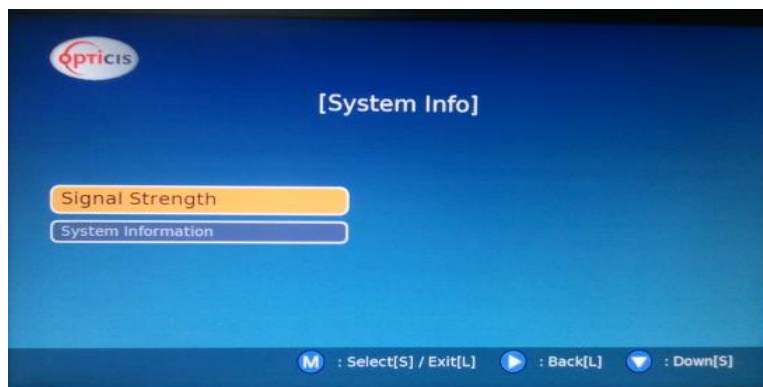 OPTICIS
[System Info]
Signal Strength
System Information
M : Select[S] / Exit[L] : Back[L] : Down[S]